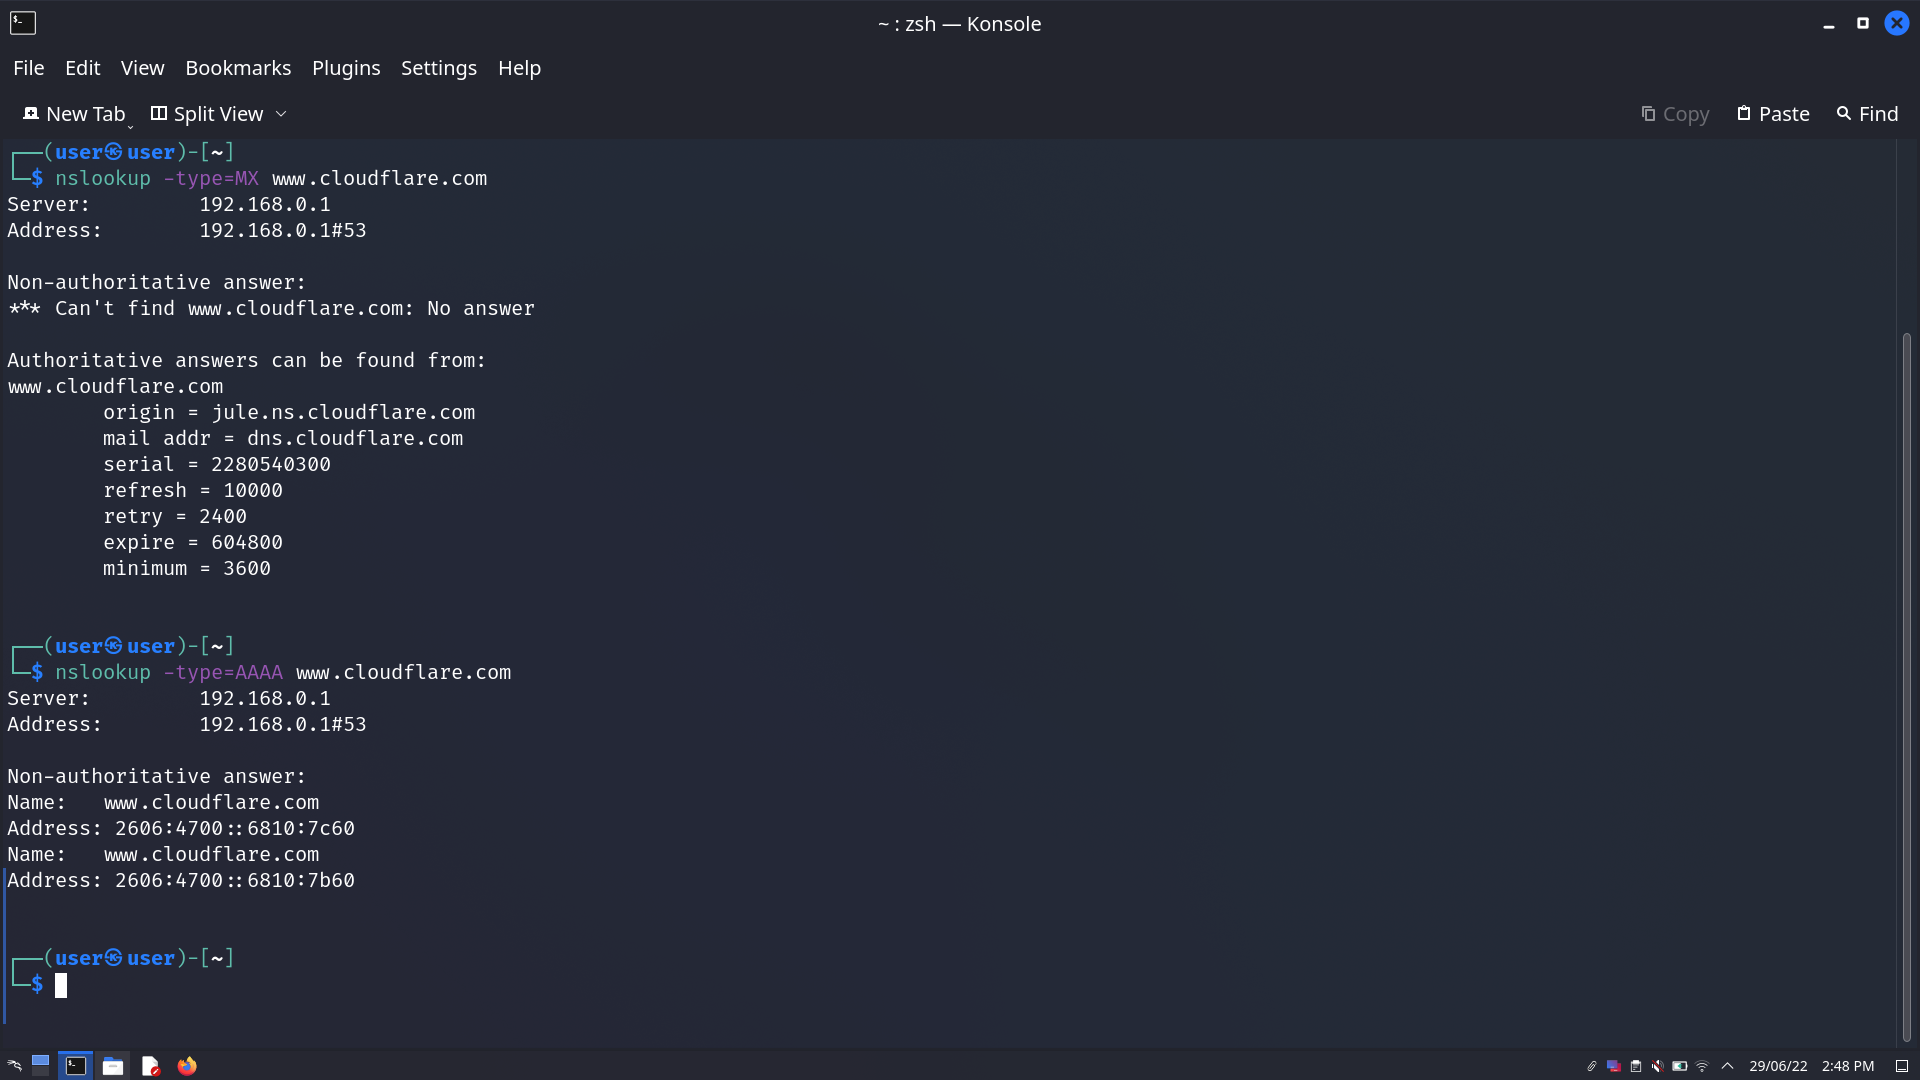 ~ : zsh — Konsole
File Edit View Bookmarks Plugins Settings Help
New Tab Split View Copy Paste Find
┌──(user㉿user)-[~]
└─$ nslookup -type=MX www.cloudflare.com
Server:         192.168.0.1
Address:        192.168.0.1#53

Non-authoritative answer:
*** Can't find www.cloudflare.com: No answer

Authoritative answers can be found from:
www.cloudflare.com
        origin = jule.ns.cloudflare.com
        mail addr = dns.cloudflare.com
        serial = 2280540300
        refresh = 10000
        retry = 2400
        expire = 604800
        minimum = 3600

┌──(user㉿user)-[~]
└─$ nslookup -type=AAAA www.cloudflare.com
Server:         192.168.0.1
Address:        192.168.0.1#53

Non-authoritative answer:
Name:   www.cloudflare.com
Address: 2606:4700::6810:7c60
Name:   www.cloudflare.com
Address: 2606:4700::6810:7b60

┌──(user㉿user)-[~]
└─$
29/06/22 2:48 PM